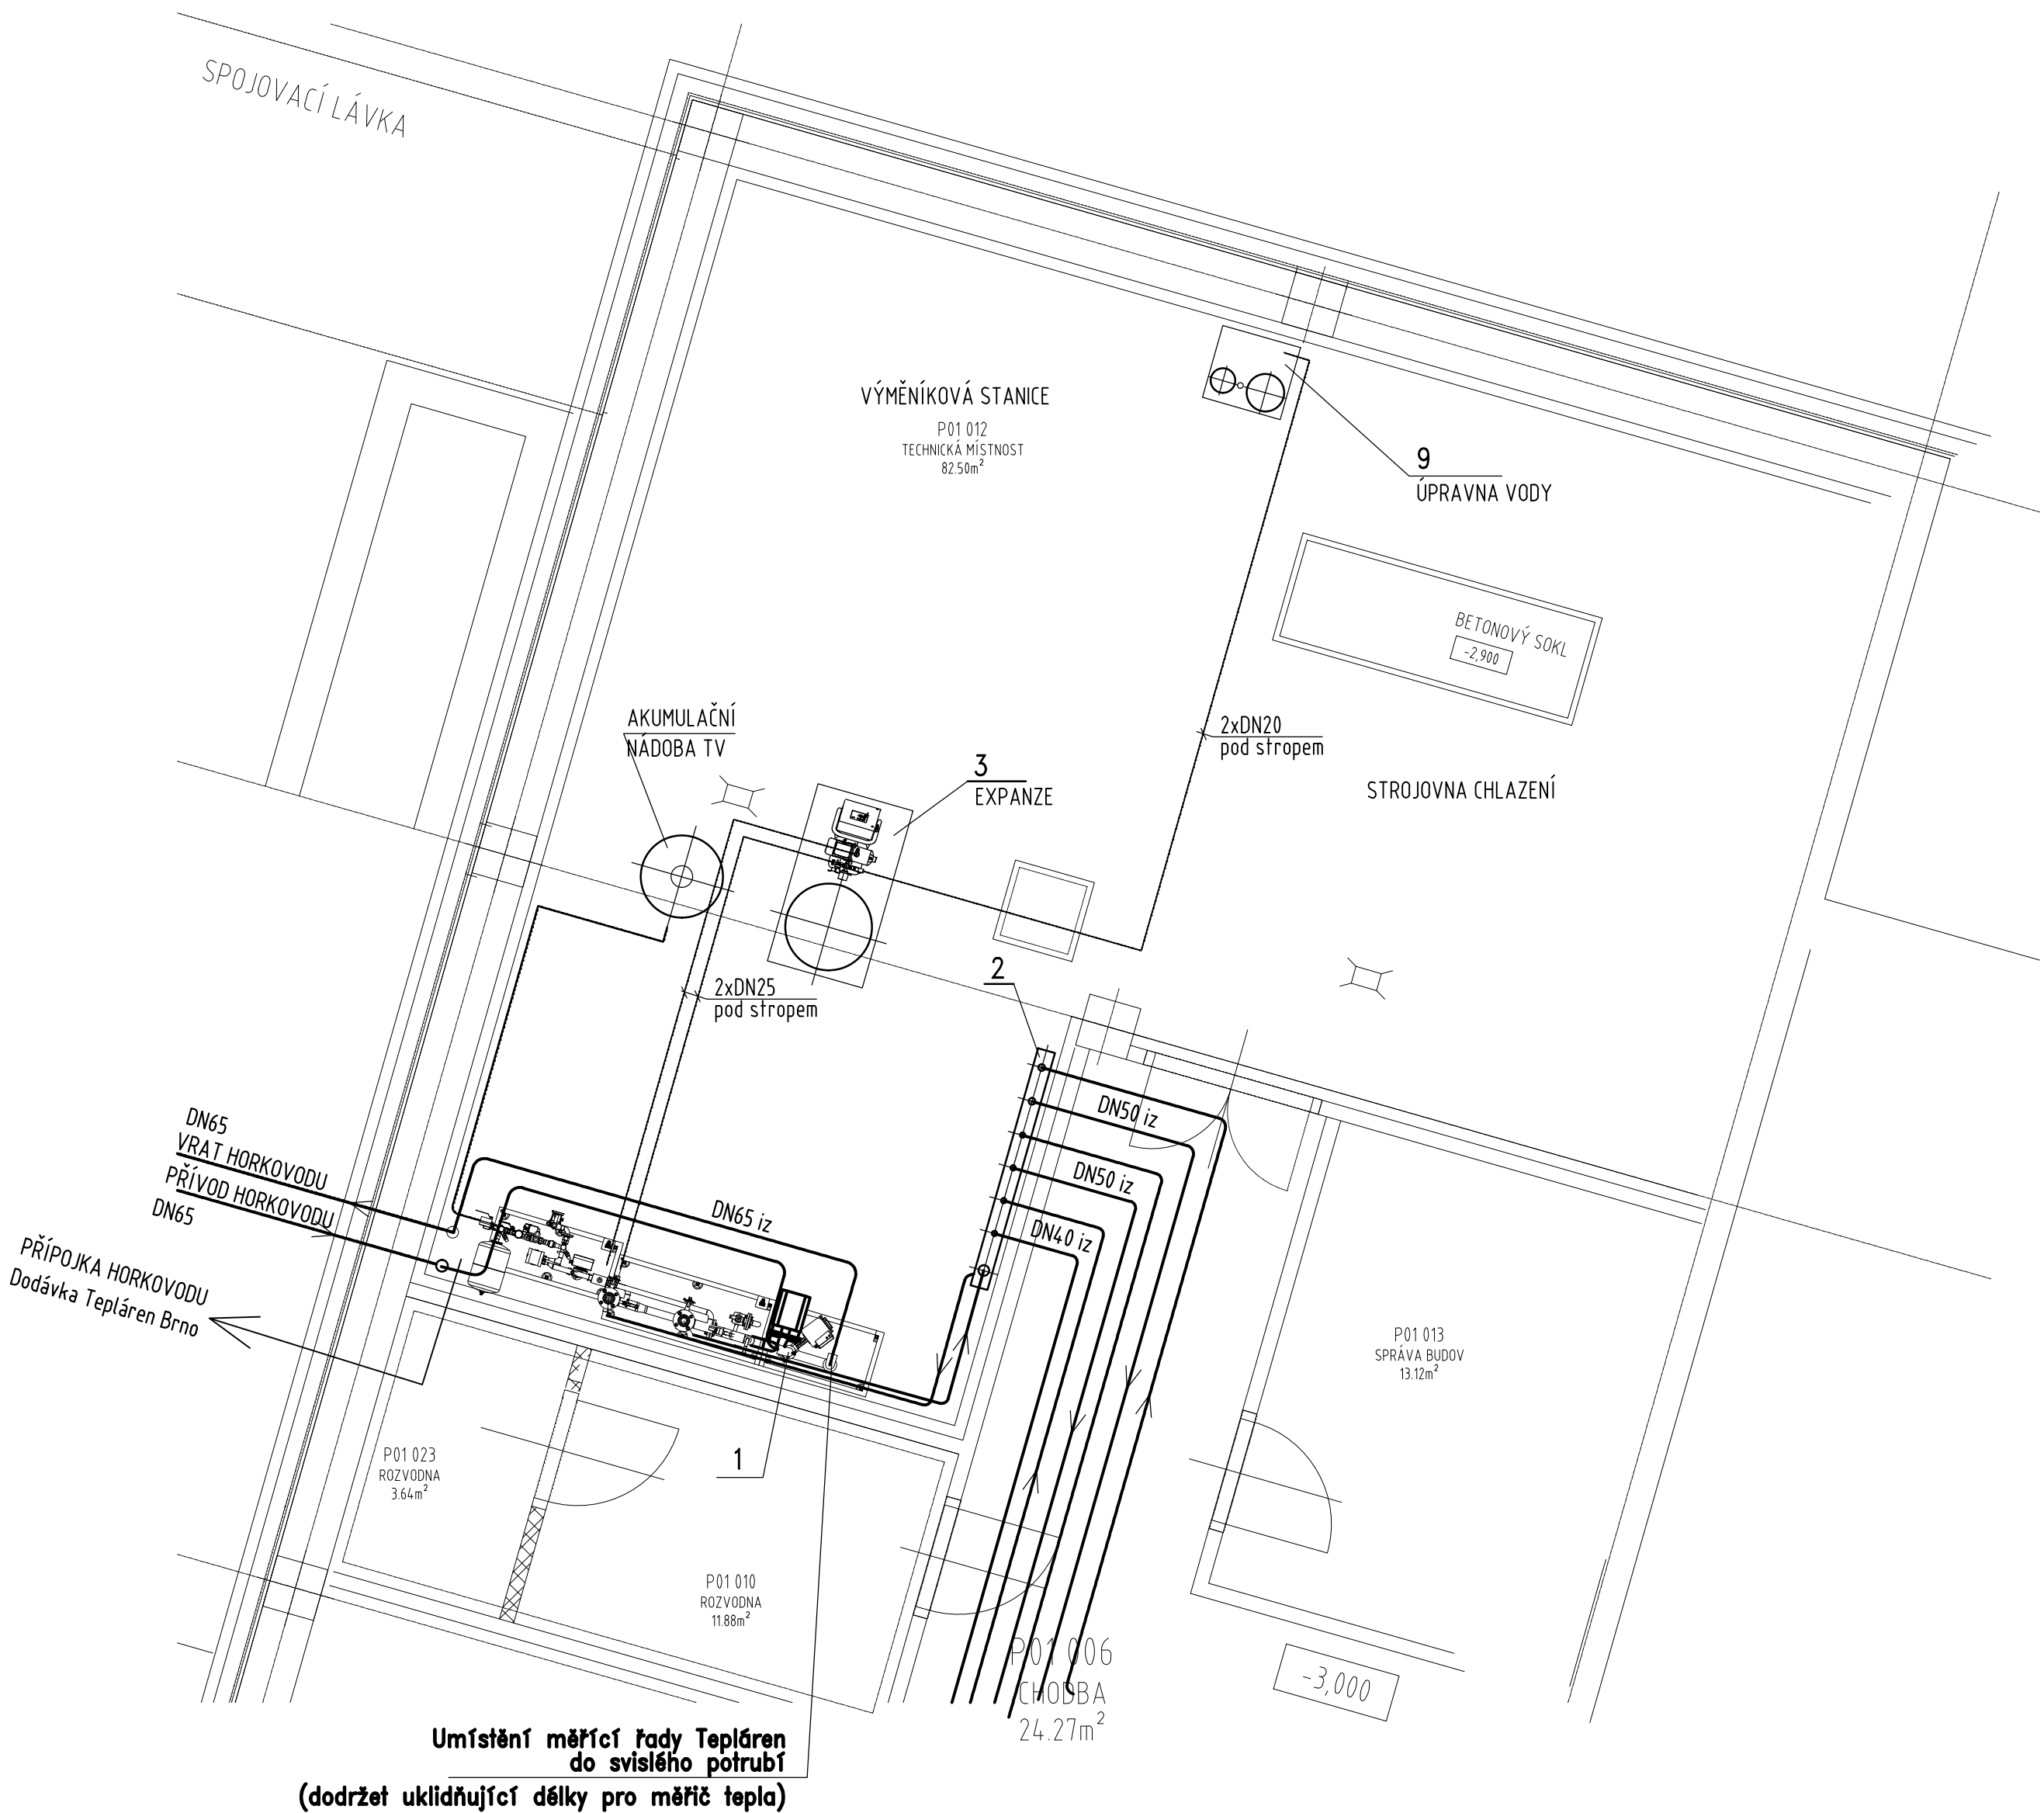 SPOJOVACÍ LÁVKA
VÝMĚNÍKOVÁ STANICE
P01 012
TECHNICKÁ MÍSTNOST
82.50m²
9
ÚPRAVNA VODY
BETONOVÝ SOKL
-2,900
AKUMULAČNÍ
NÁDOBA TV
2xDN20
pod stropem
3
EXPANZE
STROJOVNA CHLAZENÍ
2
2xDN25
pod stropem
DN50 iz
DN50 iz
DN40 iz
DN65 iz
DN65
VRAT HORKOVODU
PŘÍVOD HORKOVODU
DN65
PŘÍPOJKA HORKOVODU
Dodávka Tepláren Brno
P01 013
SPRÁVA BUDOV
13.12m²
1
P01 023
ROZVODNA
3.64m²
P01 010
ROZVODNA
11.88m²
P01 006
CHODBA
24.27m²
-3,000
Umístění měřící řady Tepláren
do svislého potrubí
(dodržet uklidňující délky pro měřič tepla)